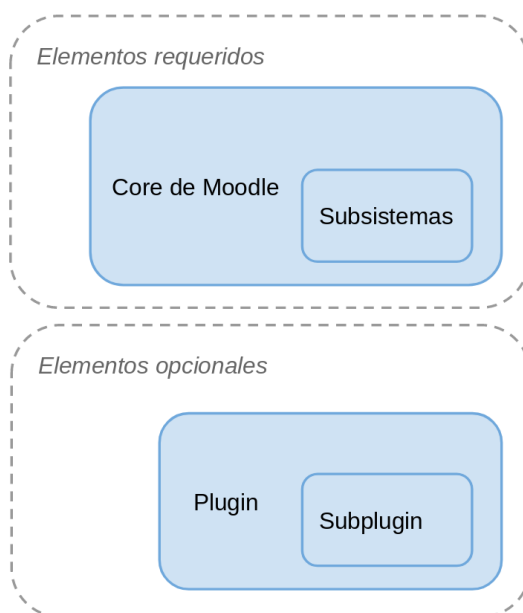 Elementos requeridos
Core de Moodle
Subsistemas
Elementos opcionales
Plugin
Subplugin